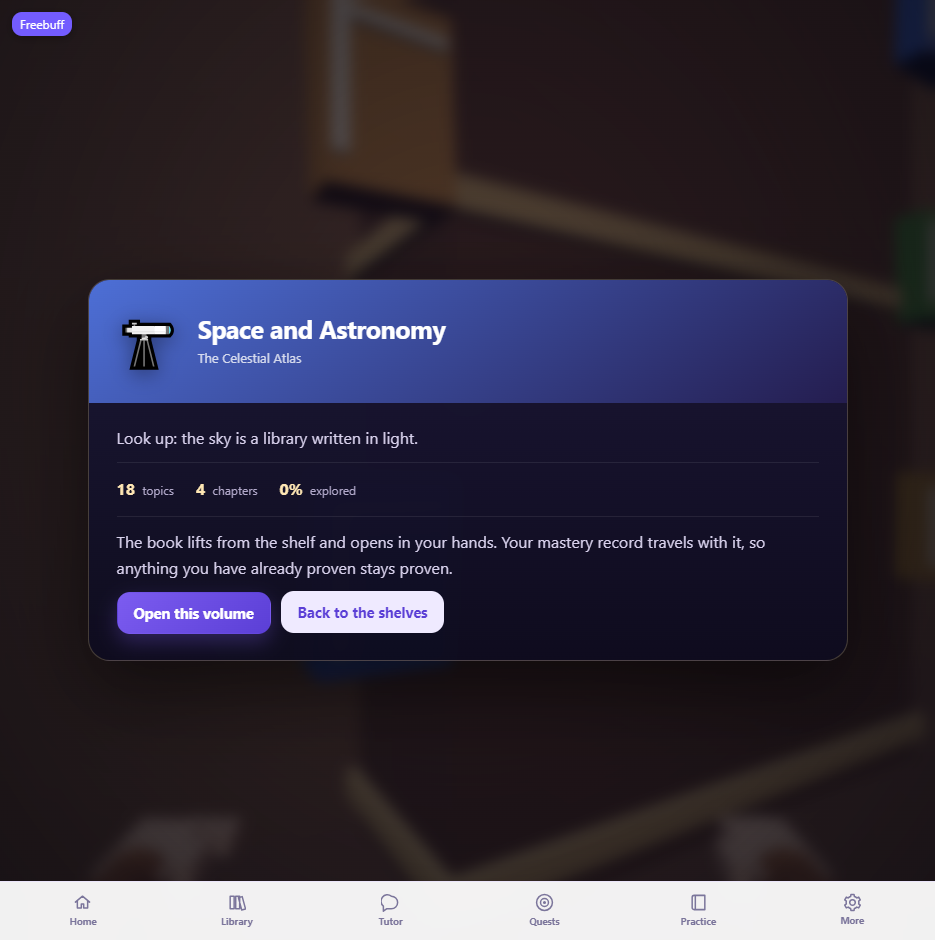 Freebuff
Space and Astronomy
The Celestial Atlas
Look up: the sky is a library written in light.
18 topics 4 chapters 0% explored
The book lifts from the shelf and opens in your hands. Your mastery record travels with it, so
anything you have already proven stays proven.
Open this volume Back to the shelves
Home Library Tutor Quests Practice More